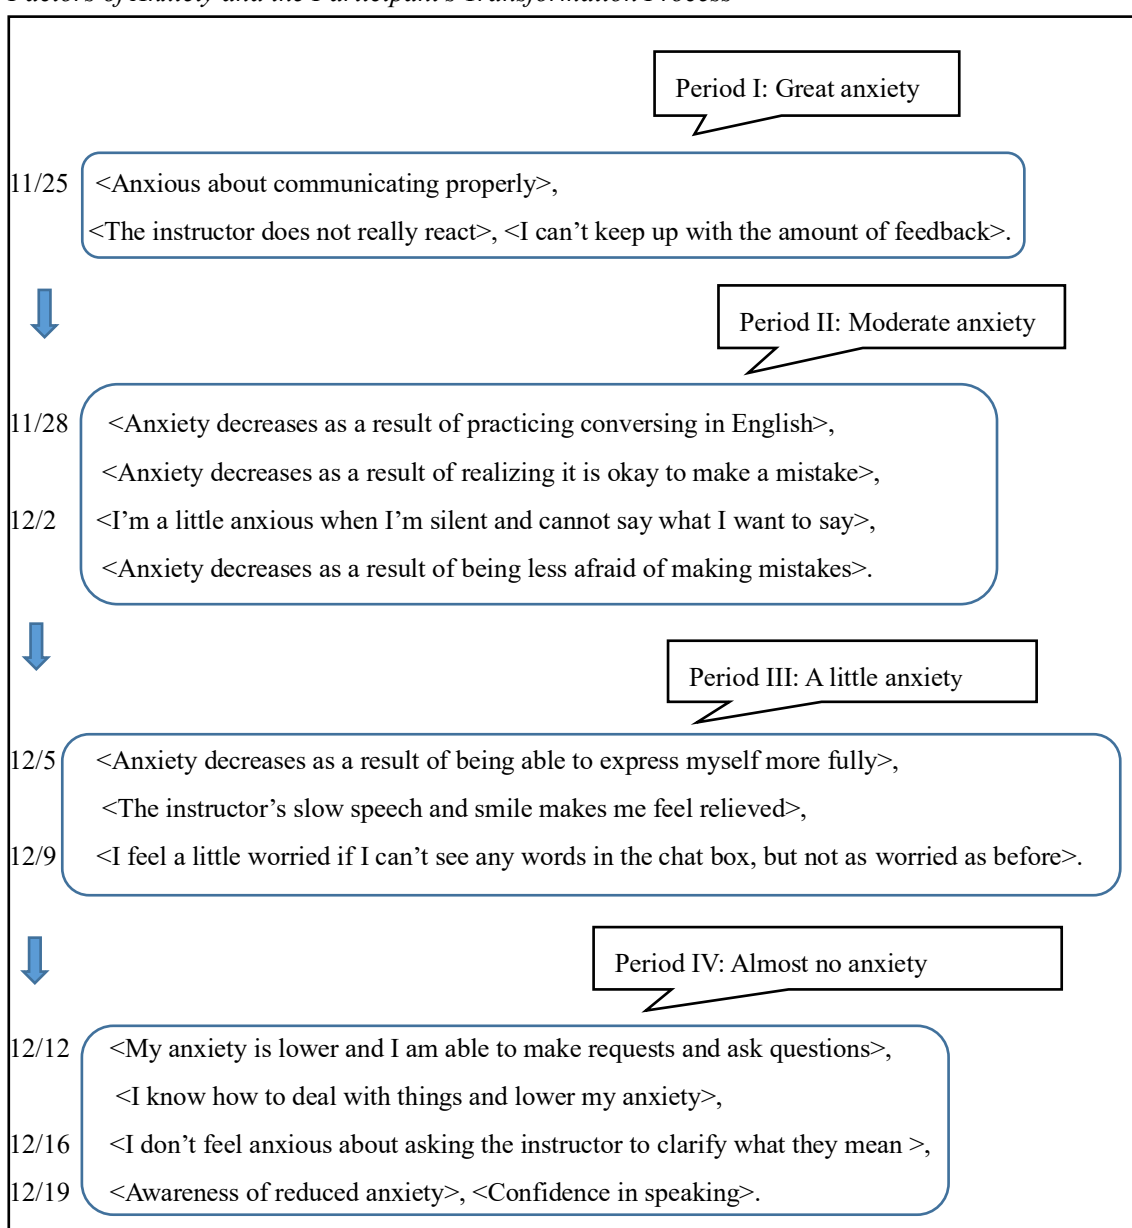 Factors of Anxiety and the Participant's Transformation Process
Period I: Great anxiety
11/25 <Anxious about communicating properly>,
<The instructor does not really react>, <I can’t keep up with the amount of feedback>.
Period II: Moderate anxiety
11/28 <Anxiety decreases as a result of practicing conversing in English>,
<Anxiety decreases as a result of realizing it is okay to make a mistake>,
12/2 <I’m a little anxious when I’m silent and cannot say what I want to say>,
<Anxiety decreases as a result of being less afraid of making mistakes>.
Period III: A little anxiety
12/5 <Anxiety decreases as a result of being able to express myself more fully>,
<The instructor’s slow speech and smile makes me feel relieved>,
12/9 <I feel a little worried if I can’t see any words in the chat box, but not as worried as before>.
Period IV: Almost no anxiety
12/12 <My anxiety is lower and I am able to make requests and ask questions>,
<I know how to deal with things and lower my anxiety>,
12/16 <I don’t feel anxious about asking the instructor to clarify what they mean >,
12/19 <Awareness of reduced anxiety>, <Confidence in speaking>.